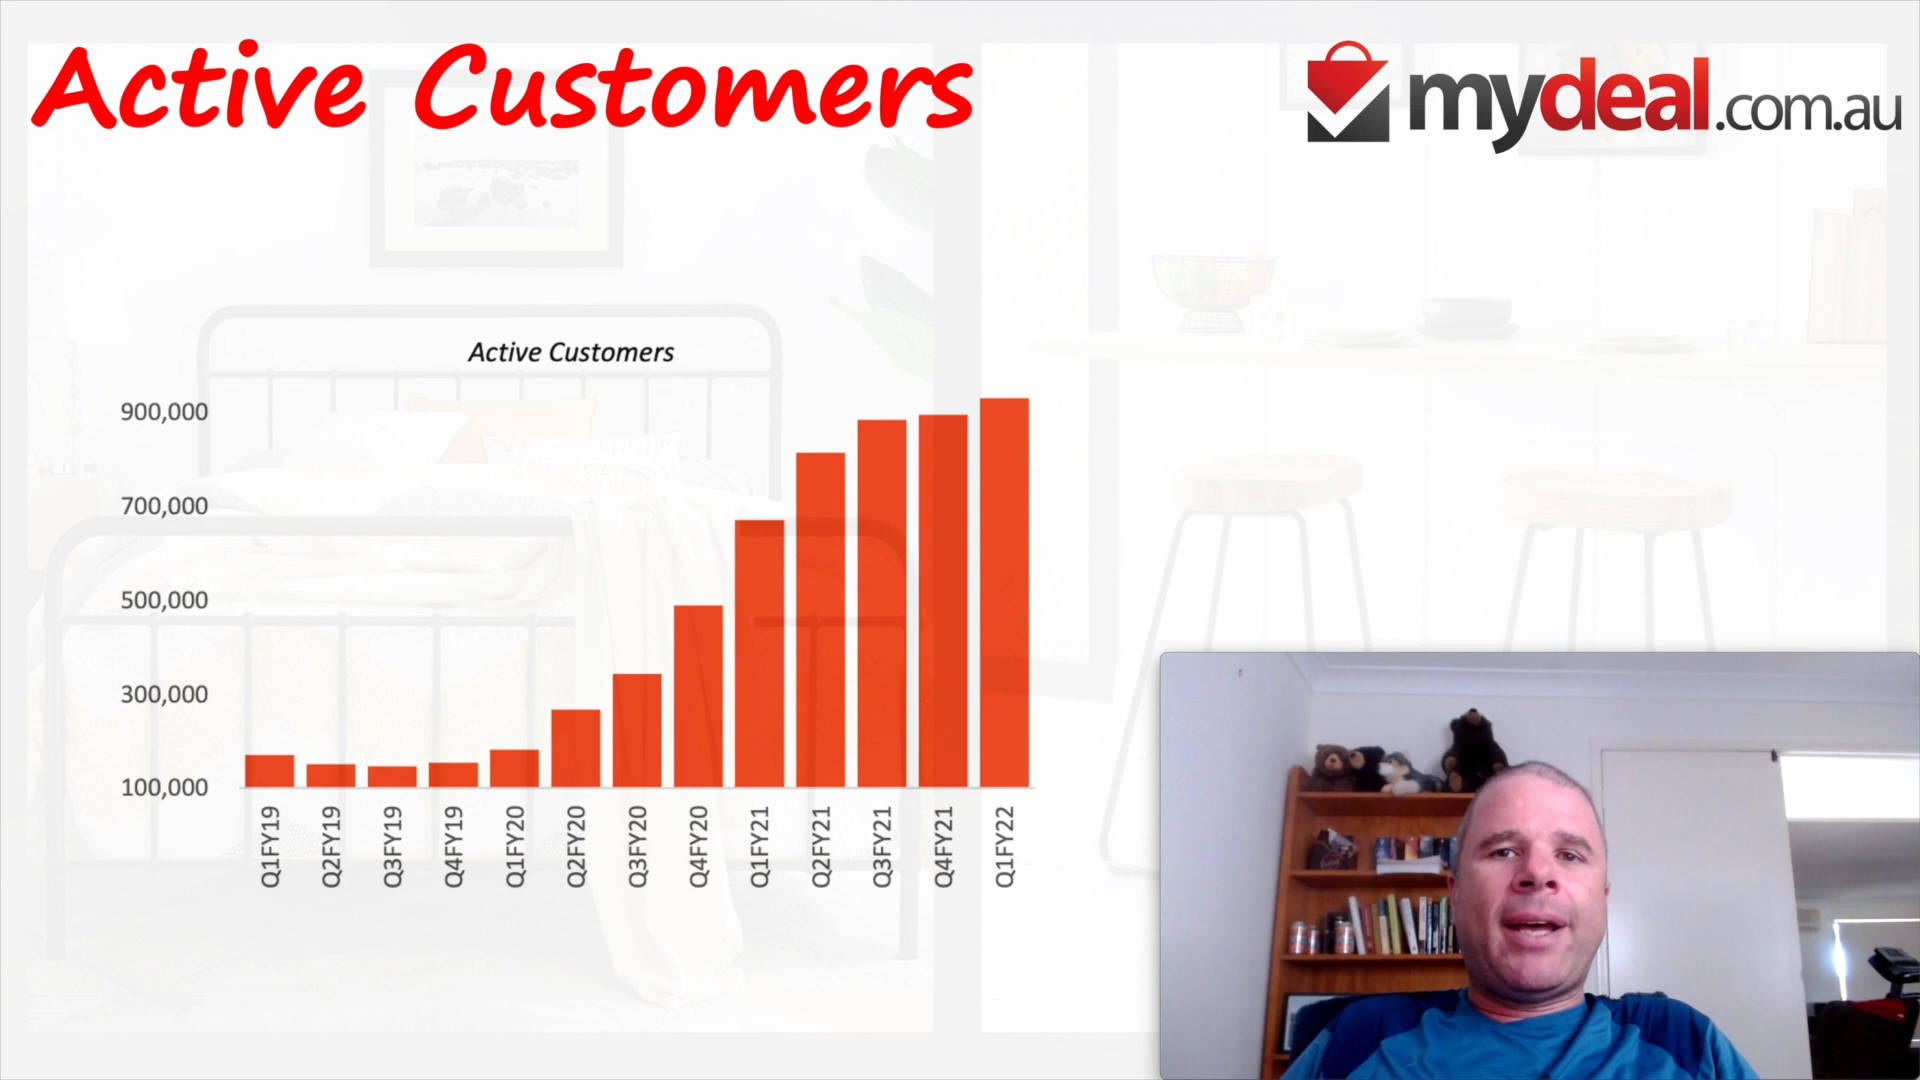 Active Customers
mydeal.com.au
Active Customers
900,000
700,000
500,000
300,000
100,000
Q1FY19
Q2FY19
Q3FY19
Q4FY19
Q1FY20
Q2FY20
Q3FY20
Q4FY20
Q1FY21
Q2FY21
Q3FY21
Q4FY21
Q1FY22